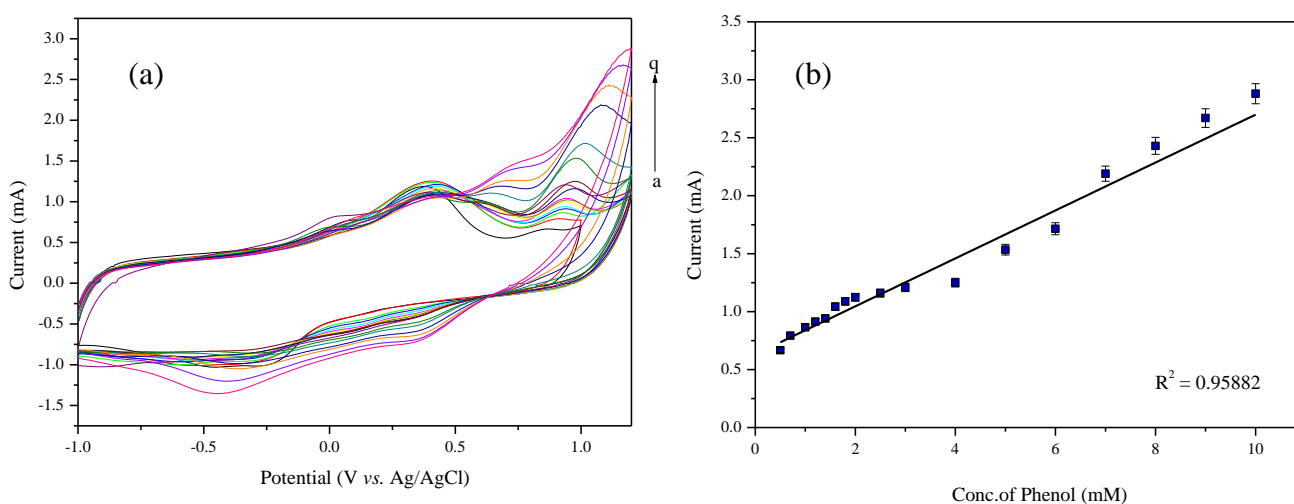 (a)
3.0
2.5
2.0
1.5
1.0
0.5
0.0
-0.5
-1.0
-1.5
Current (mA)
-1.0 -0.5 0.0 0.5 1.0
Potential (V vs. Ag/AgCl)
q
a
(b)
3.5
3.0
2.5
2.0
1.5
1.0
0.5
0.0
Current (mA)
R² = 0.95882
0 2 4 6 8 10
Conc.of Phenol (mM)